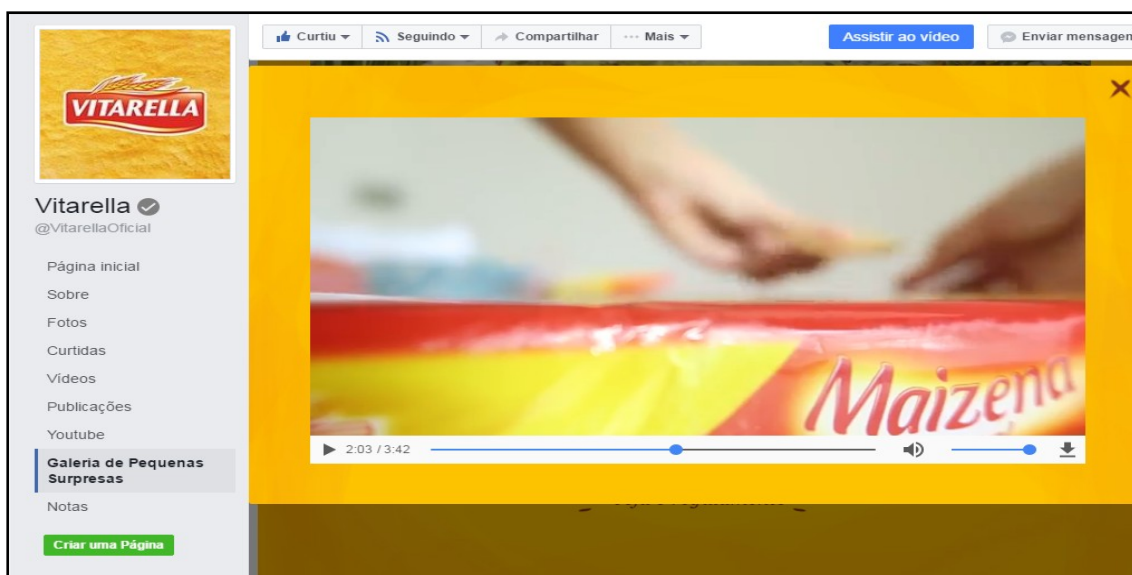 Curtiu
Seguindo
Compartilhar
Mais
Assistir ao vídeo
Enviar mensagen
VITARELLA
Vitarella
@VitarellaOficial
Página inicial
Sobre
Fotos
Curtidas
Vídeos
Publicações
Youtube
Galeria de Pequenas
Surpresas
Notas
Criar uma Página
Maizena
2:03 / 3:42